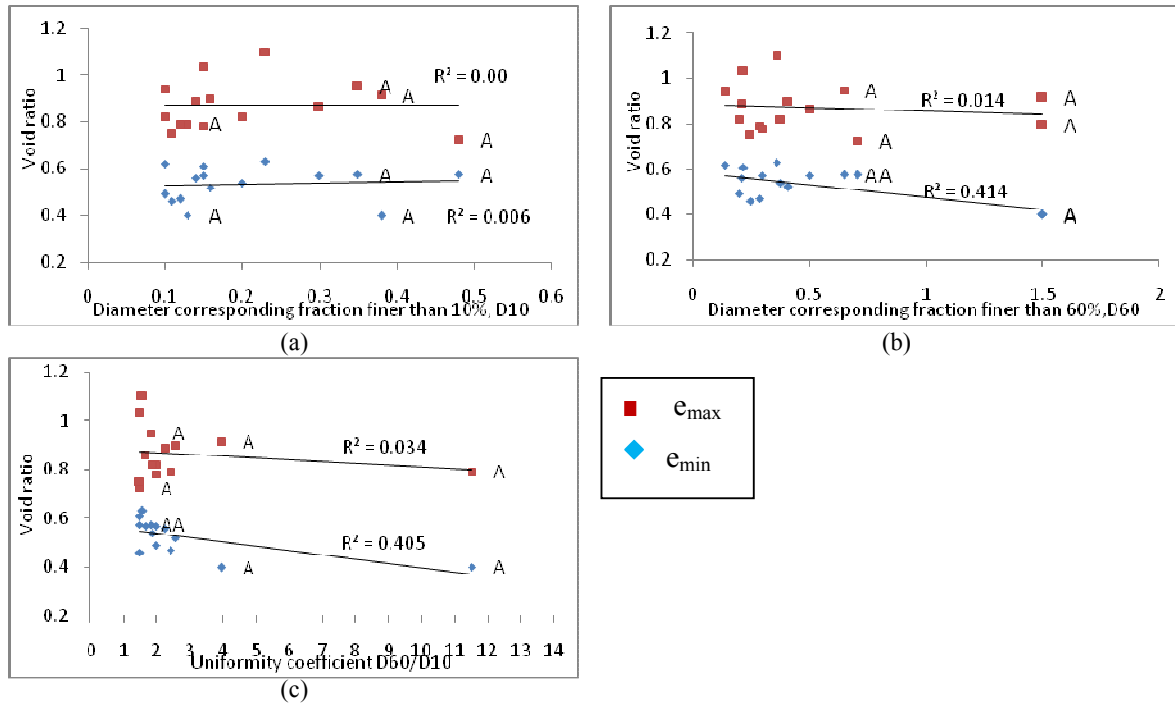 1.2
1
0.8
0.6
0.4
0.2
Void ratio
R² = 0.00
A
A
A
A
A
A
A
A
R² = 0.006
0 0.1 0.2 0.3 0.4 0.5 0.6
Diameter corresponding fraction finer than 10%, D10
(a)
1.2
1
0.8
0.6
0.4
0.2
Void ratio
R² = 0.014
A
A
A
A
AA
R² = 0.414
A
0 0.5 1 1.5 2
Diameter corresponding fraction finer than 60%,D60
(b)
1.2
1
0.8
0.6
0.4
0.2
Void ratio
A
A
R² = 0.034
A
A
AA
R² = 0.405
A
A
0 1 2 3 4 5 6 7 8 9 10 11 12 13 14
Uniformity coefficient D60/D10
(c)
emax
emin